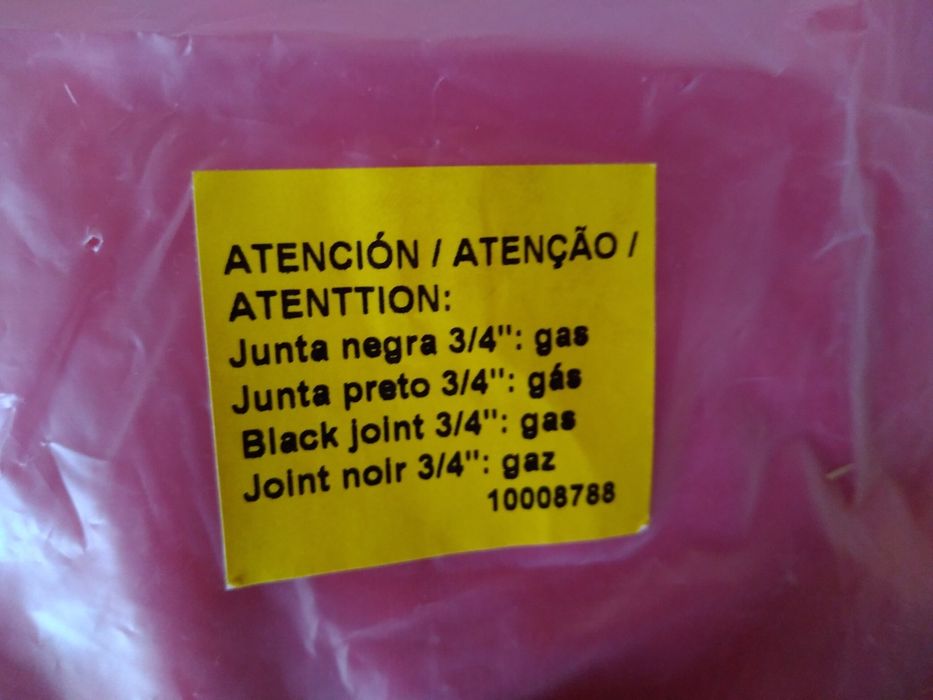 ATENCIÓN / ATENÇÃO /
ATENTTION:
Junta negra 3/4": gas
Junta preto 3/4": gás
Black joint 3/4": gas
Joint noir 3/4": gaz
10008788